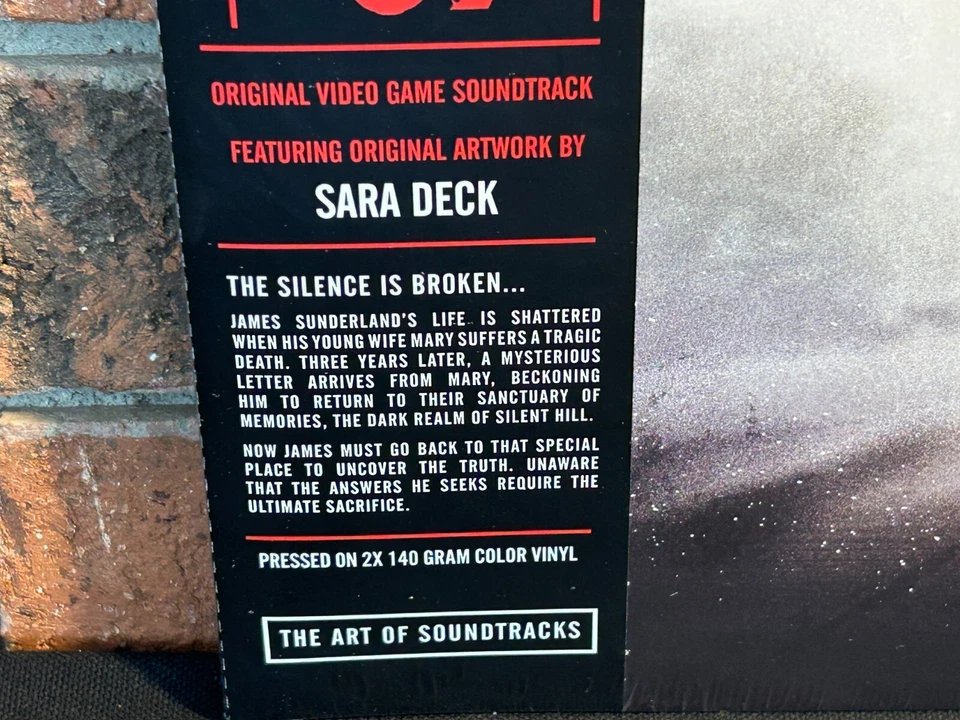 ORIGINAL VIDEO GAME SOUNDTRACK
FEATURING ORIGINAL ARTWORK BY
SARA DECK
THE SILENCE IS BROKEN...
JAMES SUNDERLAND'S LIFE IS SHATTERED
WHEN HIS YOUNG WIFE MARY SUFFERS A TRAGIC
DEATH. THREE YEARS LATER, A MYSTERIOUS
LETTER ARRIVES FROM MARY, BECKONING
HIM TO RETURN TO THEIR SANCTUARY OF
MEMORIES, THE DARK REALM OF SILENT HILL.
NOW JAMES MUST GO BACK TO THAT SPECIAL
PLACE TO UNCOVER THE TRUTH. UNAWARE
THAT THE ANSWERS HE SEEKS REQUIRE THE
ULTIMATE SACRIFICE.
PRESSED ON 2X 140 GRAM COLOR VINYL
THE ART OF SOUNDTRACKS